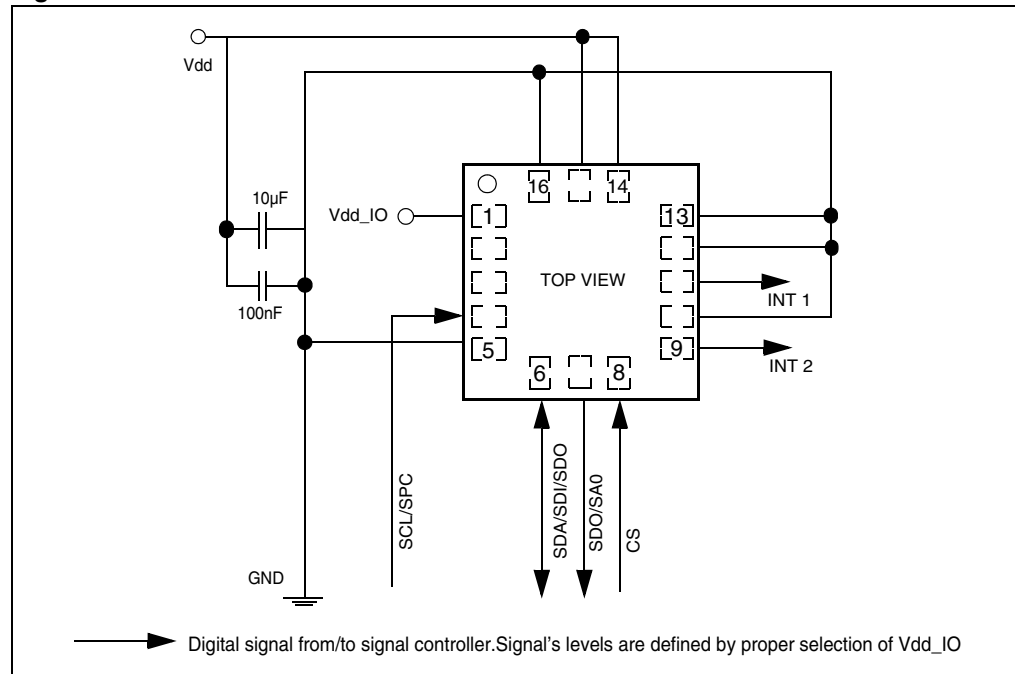 Vdd
10µF
100nF
Vdd_IO
16
14
1
13
TOP VIEW
INT 1
5
9
INT 2
6
8
SCL/SPC
SDA/SDI/SDO
SDO/SA0
CS
GND
Digital signal from/to signal controller.Signal's levels are defined by proper selection of Vdd_IO